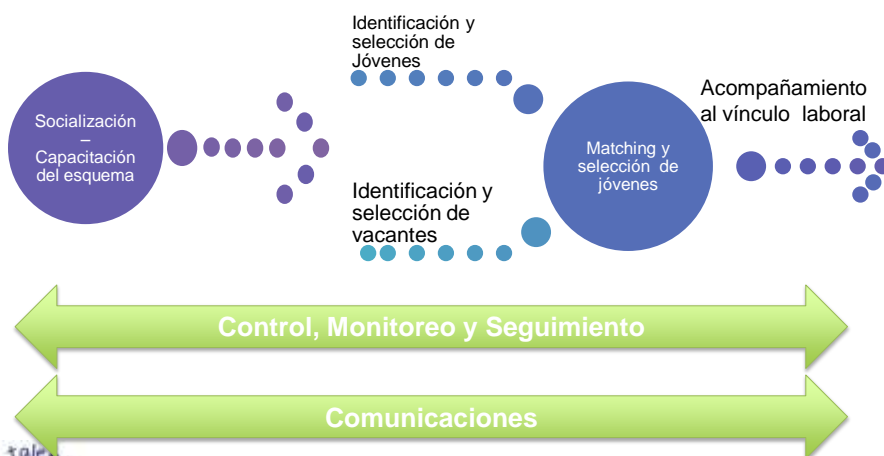 Socialización
–
Capacitación
del esquema
Identificación y
selección de
Jóvenes
Identificación y
selección de
vacantes
Matching y
selección de
jóvenes
Acompañamiento
al vínculo laboral
Control, Monitoreo y Seguimiento
Comunicaciones